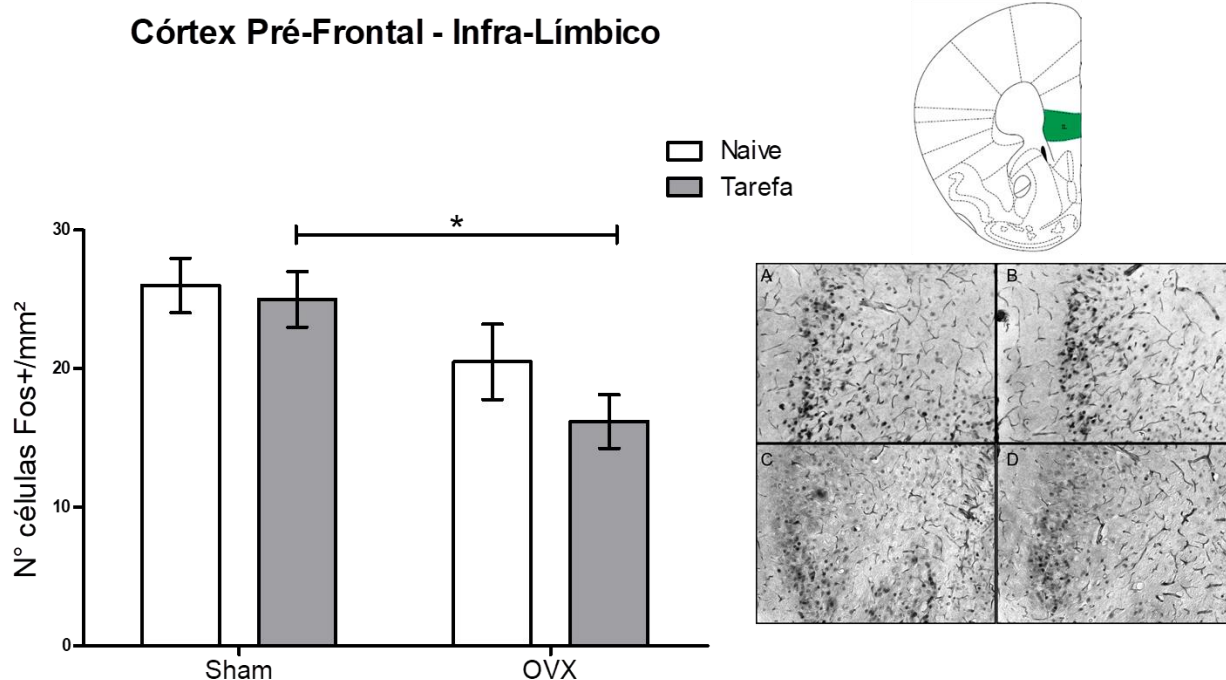 Córtex Pré-Frontal - Infra-Límbico
Naive
Tarefa
*
30
20
10
0
N° células Fos+/mm²
Sham
OVX
A
B
C
D